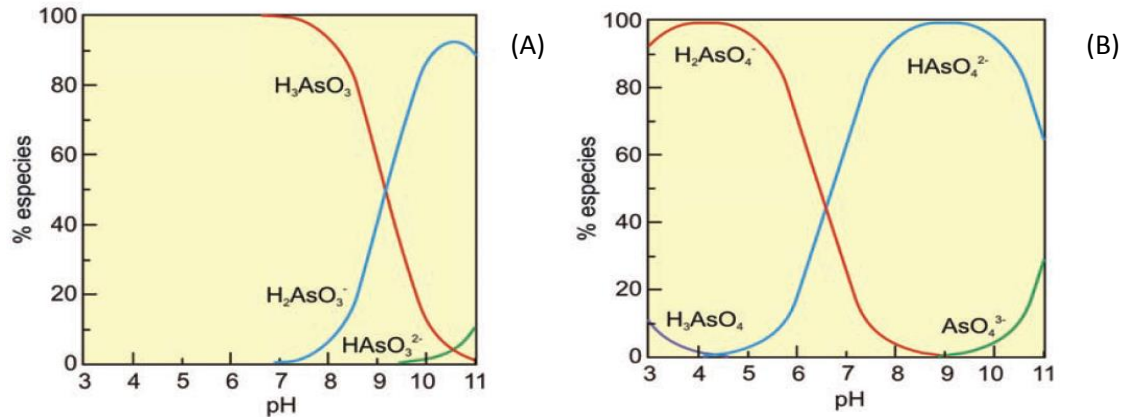 (A)
% especies
100
80
60
40
20
0
H₃AsO₃
H₂AsO₃⁻
HAsO₃²⁻
3 4 5 6 7 8 9 10 11
pH
(B)
% especies
100
80
60
40
20
0
H₂AsO₄⁻
HAsO₄²⁻
H₃AsO₄
AsO₄³⁻
3 4 5 6 7 8 9 10 11
pH